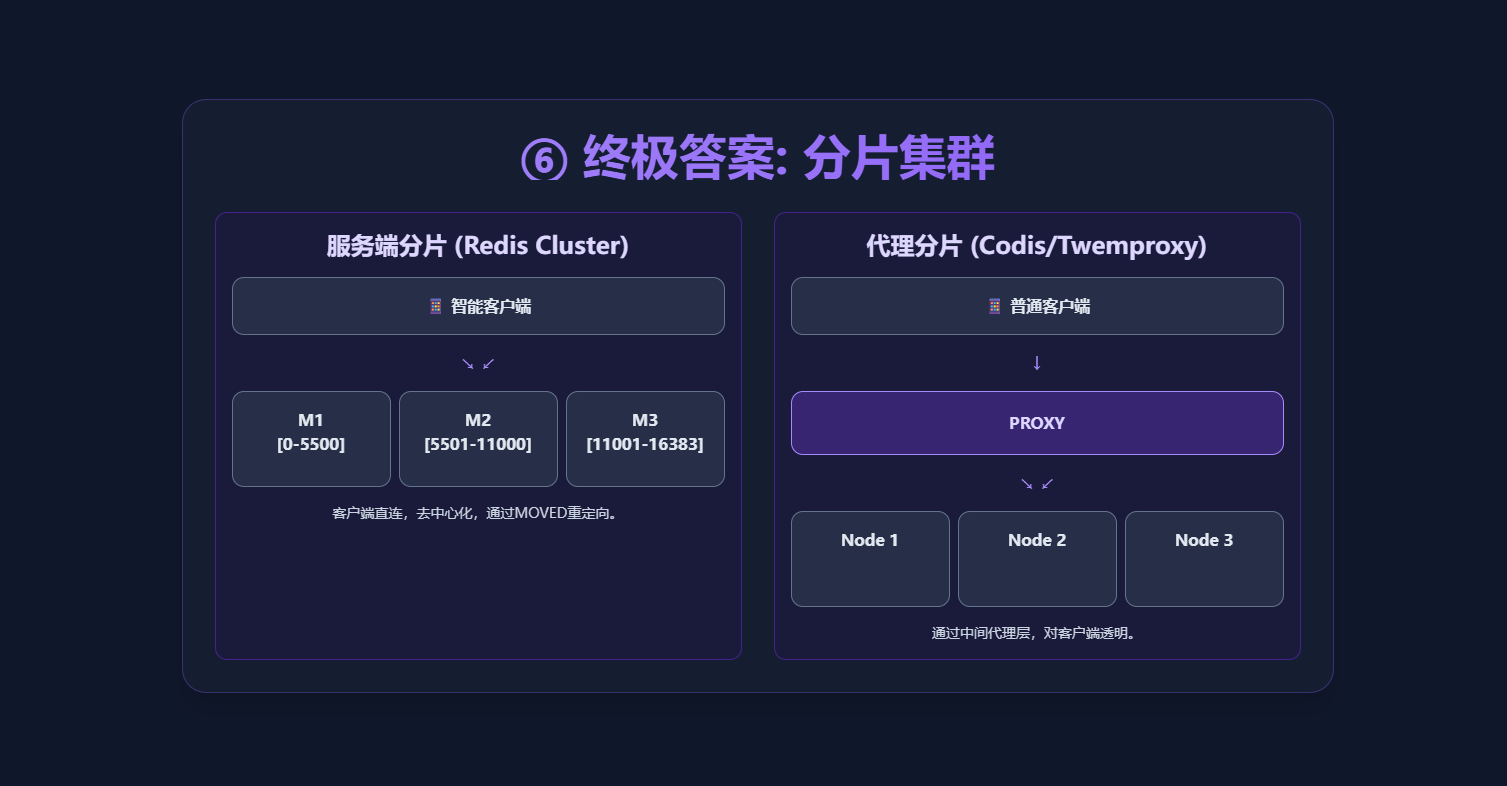 ⑥ 终极答案: 分片集群
服务端分片 (Redis Cluster)
智能客户端
↘ ↙
M1
[0-5500]
M2
[5501-11000]
M3
[11001-16383]
客户端直连，去中心化，通过MOVED重定向。
代理分片 (Codis/Twemproxy)
普通客户端
↓
PROXY
↘ ↙
Node 1
Node 2
Node 3
通过中间代理层，对客户端透明。